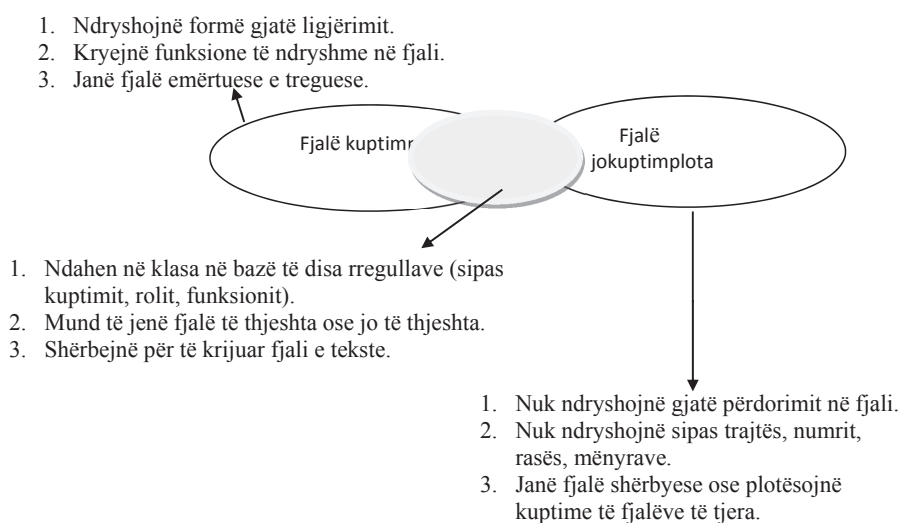 1. Ndryshojnë formë gjatë ligjërimit.
2. Kryejnë funksione të ndryshme në fjali.
3. Janë fjalë emërtuese e treguese.
Fjalë
Fjalë
jokuptimplota
1. Ndahen në klasa në bazë të disa rregullave (sipas
kuptimit, rolit, funksionit).
2. Mund të jenë fjalë të thjeshta ose jo të thjeshta.
3. Shërbejnë për të krijuar fjali e tekste.
1. Nuk ndryshojnë gjatë përdorimit në fjali.
2. Nuk ndryshojnë sipas trajtës, numrit,
rasës, mënyrave.
3. Janë fjalë shërbyese ose plotësojnë
kuptime të fjalëve të tjera.